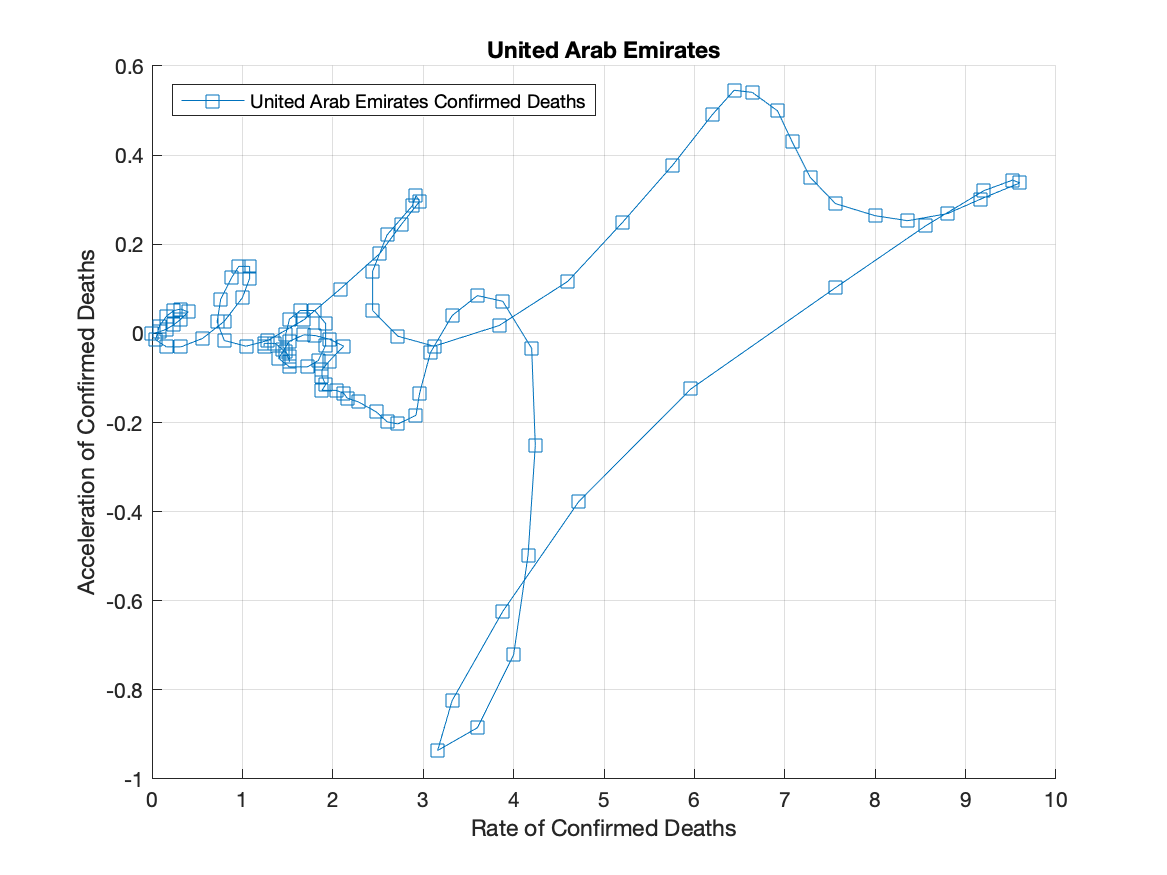 United Arab Emirates
United Arab Emirates Confirmed Deaths
Acceleration of Confirmed Deaths
0.6
0.4
0.2
0
-0.2
-0.4
-0.6
-0.8
-1
0 1 2 3 4 5 6 7 8 9 10
Rate of Confirmed Deaths